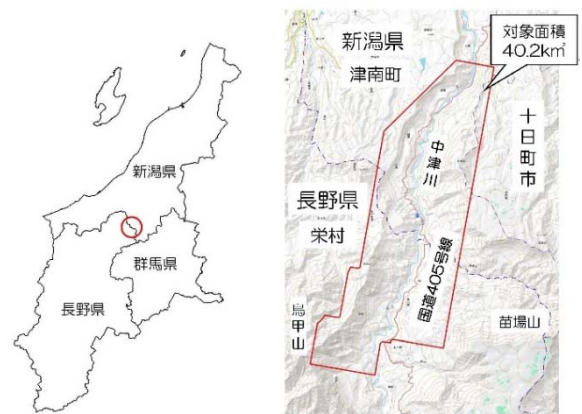 新潟県
群馬県
長野県
新潟県
津南町
対象面積
40.2k㎡
十日町市
中津川
長野県
栄村
国道405号線
鳥甲山
苗場山